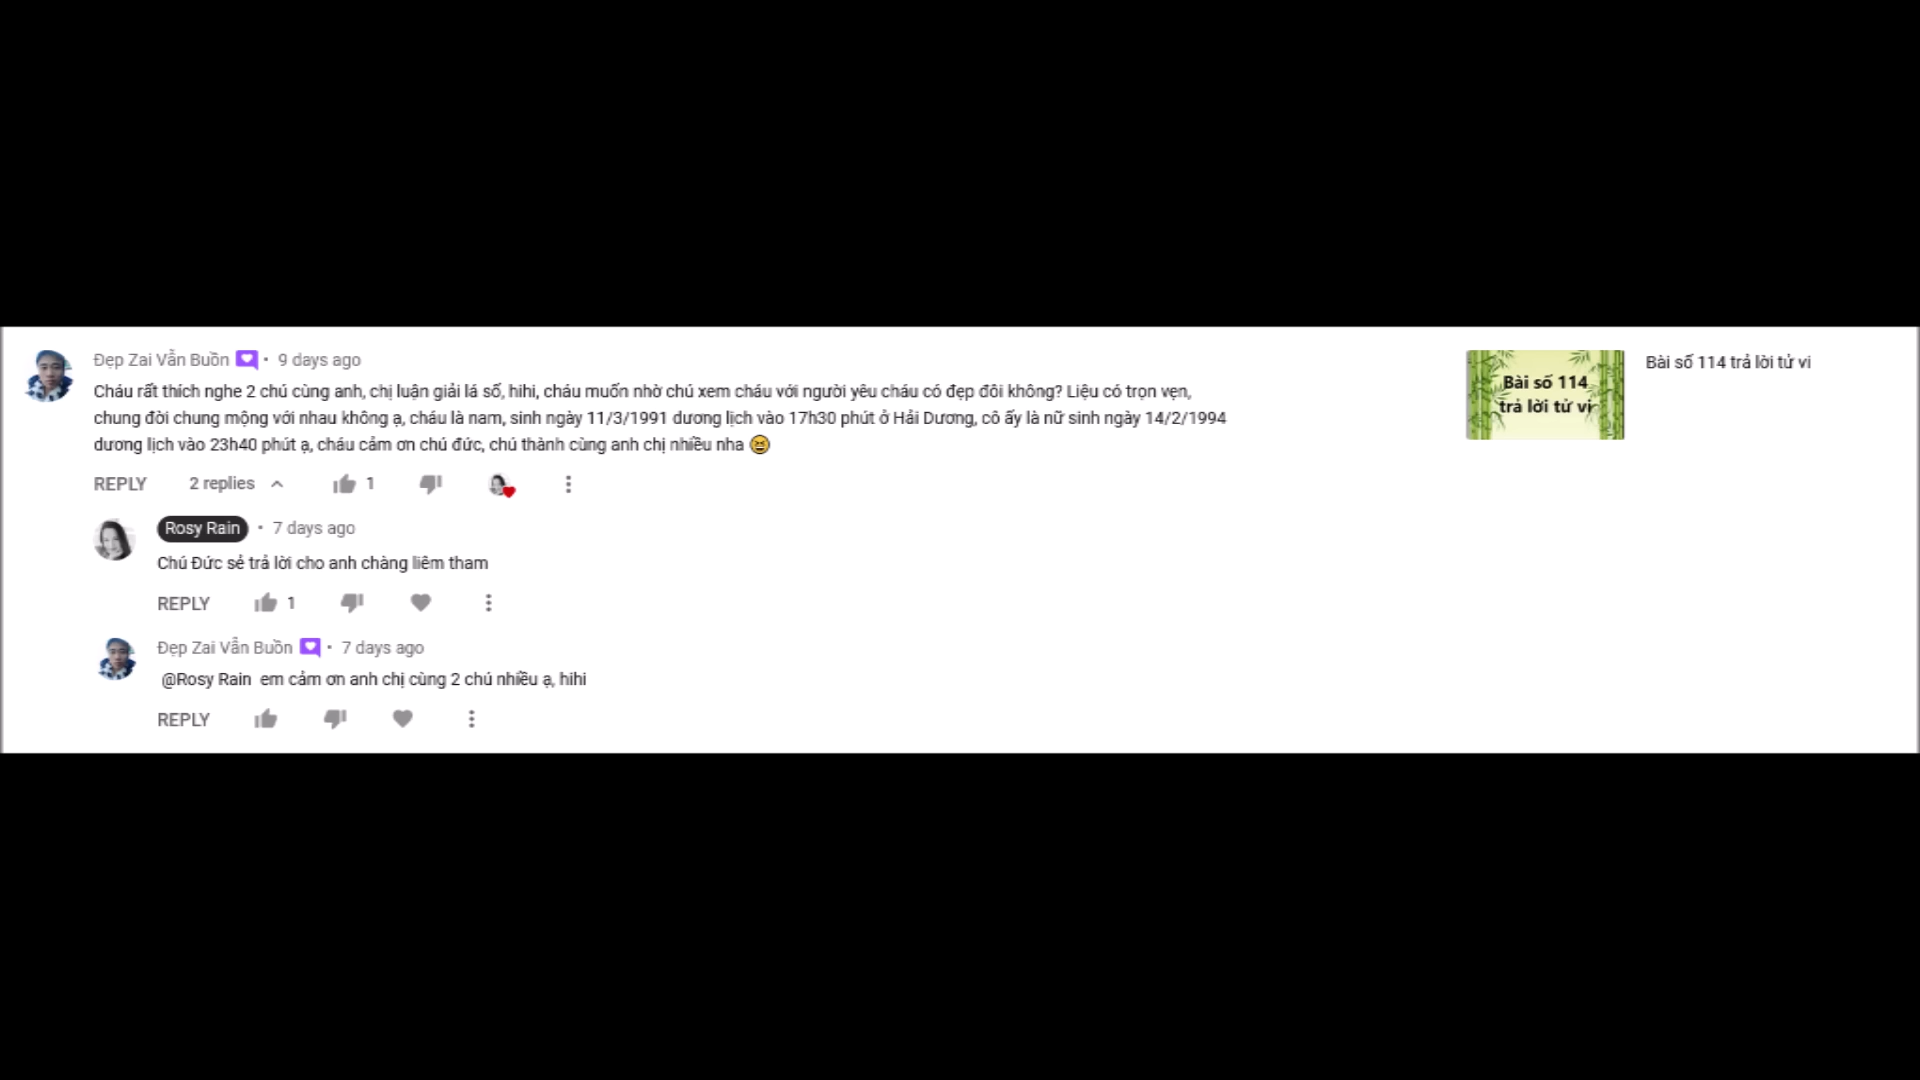 Đẹp Zai Vẫn Buồn • 9 days ago
Cháu rất thích nghe 2 chú cùng anh, chị luận giải lá số, hihi, cháu muốn nhờ chú xem cháu với người yêu cháu có đẹp đôi không? Liệu có trọn vẹn,
chung đời chung mộng với nhau không ạ, cháu là nam, sinh ngày 11/3/1991 dương lịch vào 17h30 phút ở Hải Dương, cô ấy là nữ sinh ngày 14/2/1994
dương lịch vào 23h40 phút ạ, cháu cảm ơn chú đức, chú thành cùng anh chị nhiều nha 😆
REPLY 2 replies 1
Rosy Rain • 7 days ago
Chú Đức sẻ trả lời cho anh chàng liêm tham
REPLY 1
Đẹp Zai Vẫn Buồn • 7 days ago
@Rosy Rain em cảm ơn anh chị cùng 2 chú nhiều ạ, hihi
REPLY
Bài số 114
trả lời tử vi
Bài số 114 trả lời tử vi